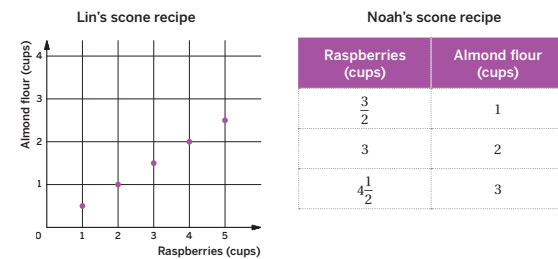 Lin's scone recipe
Almond flour (cups)
4
3
2
1
0 1 2 3 4 5
Raspberries (cups)
Noah's scone recipe
Raspberries (cups) Almond flour (cups)
3/2 1
3 2
4 1/2 3